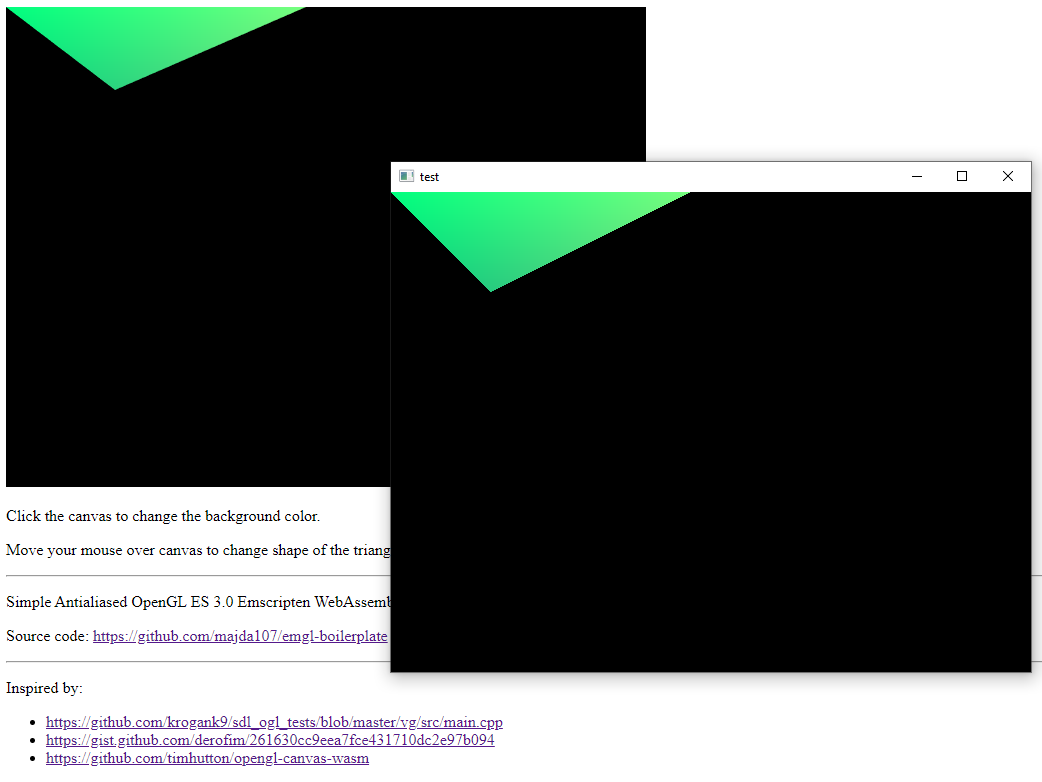 test
Click the canvas to change the background color.
Move your mouse over canvas to change shape of the
Simple Antialiased OpenGL ES 3.0 Emscripten
Source code: https://github.com/majda107/emgl-boilerplate
Inspired by:
https://github.com/krogank9/sdl_ogl_tests/blob/master/vg/src/main.cpp
https://gist.github.com/derofim/261630cc9eea7fce431710dc2e97b094
https://github.com/timhutton/opengl-canvas-wasm